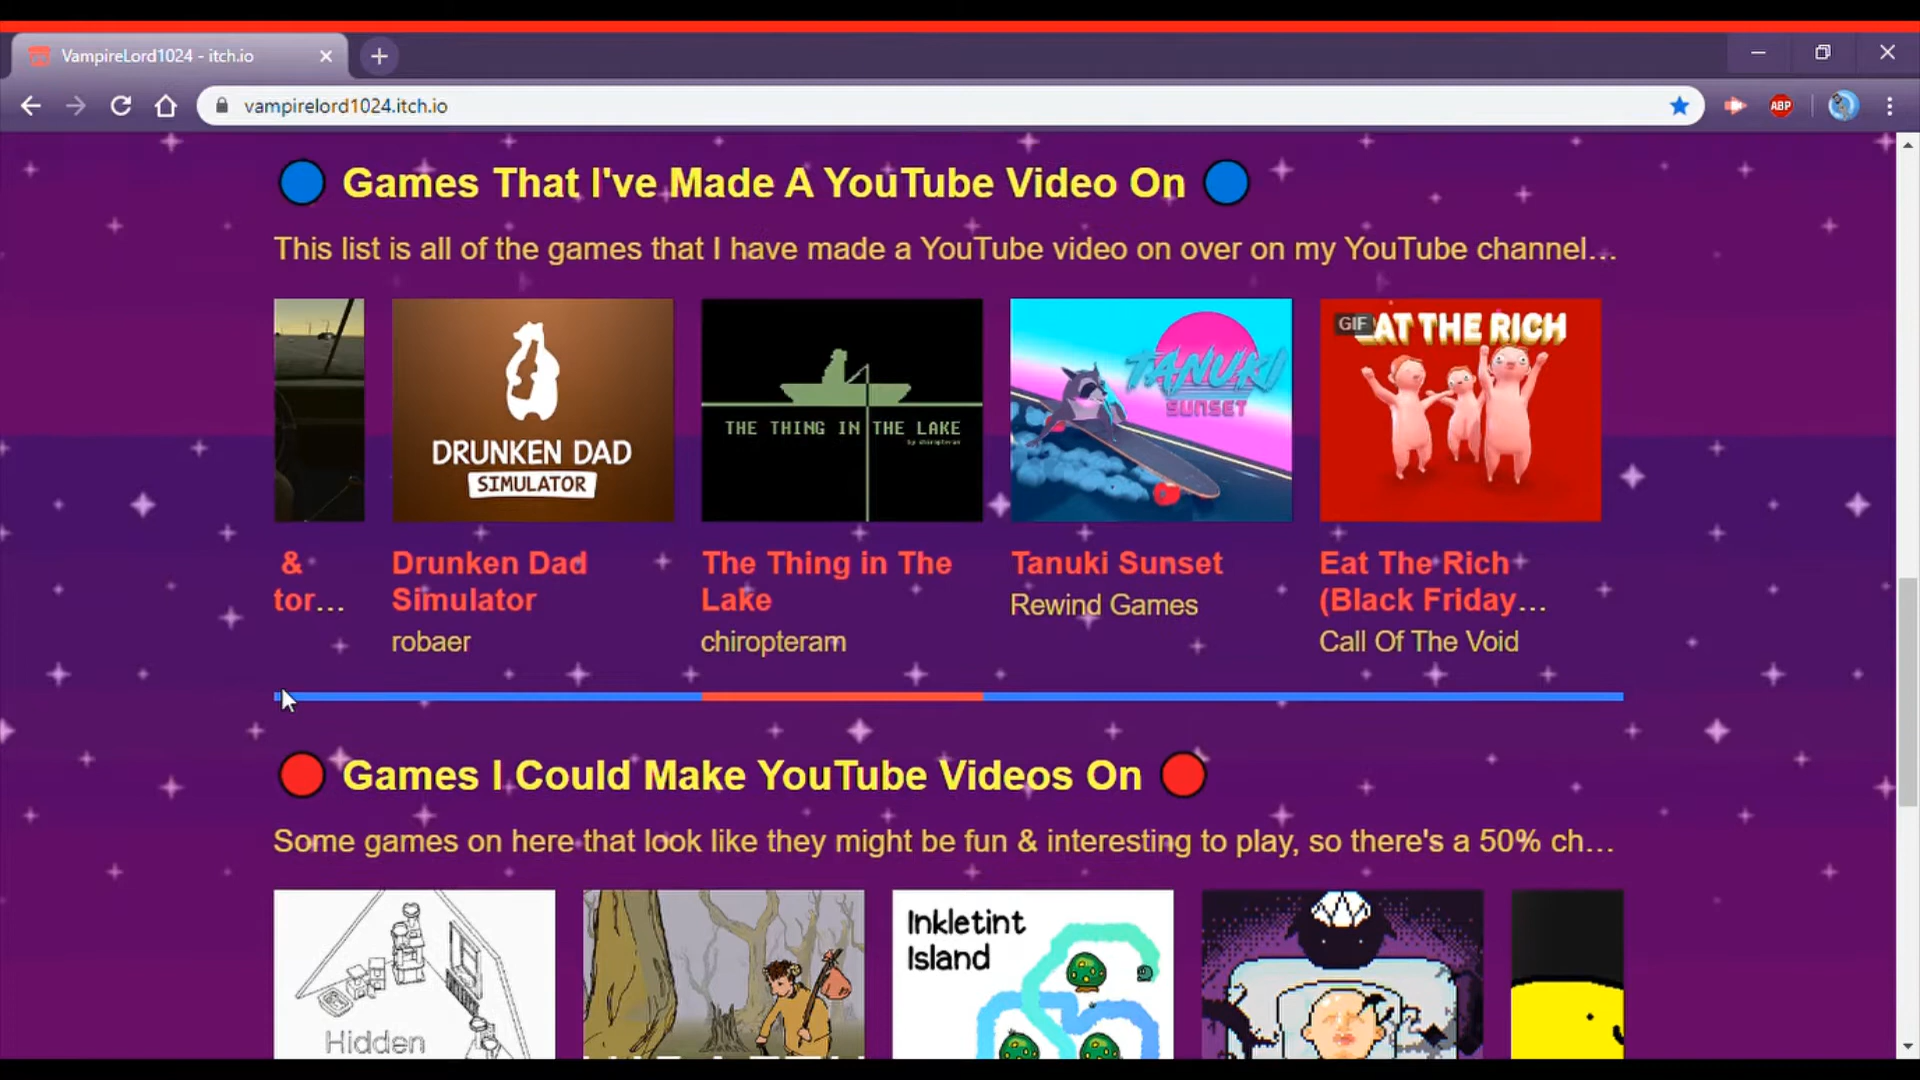 VampireLord1024 - itch.io
vampirelord1024.itch.io
ABP
Games That I've Made A YouTube Video On
This list is all of the games that I have made a YouTube video on over on my YouTube channel...
DRUNKEN DAD
SIMULATOR
THE THING IN THE LAKE
by chiropteram
TANUKI
SUNSET
GIF
EAT THE RICH
&
tor...
Drunken Dad
Simulator
robaer
The Thing in The
Lake
chiropteram
Tanuki Sunset
Rewind Games
Eat The Rich
(Black Friday...
Call Of The Void
Games I Could Make YouTube Videos On
Some games on here that look like they might be fun & interesting to play, so there's a 50% ch...
Hidden
Inkletint
Island